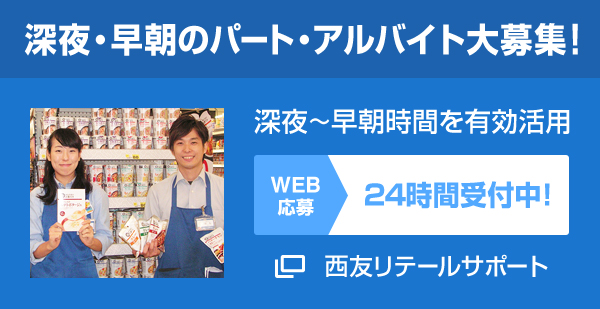 深夜・早朝のパート・アルバイト大募集!
深夜~早朝時間を有効活用
WEB
応募
24時間受付中!
西友リテールサポート